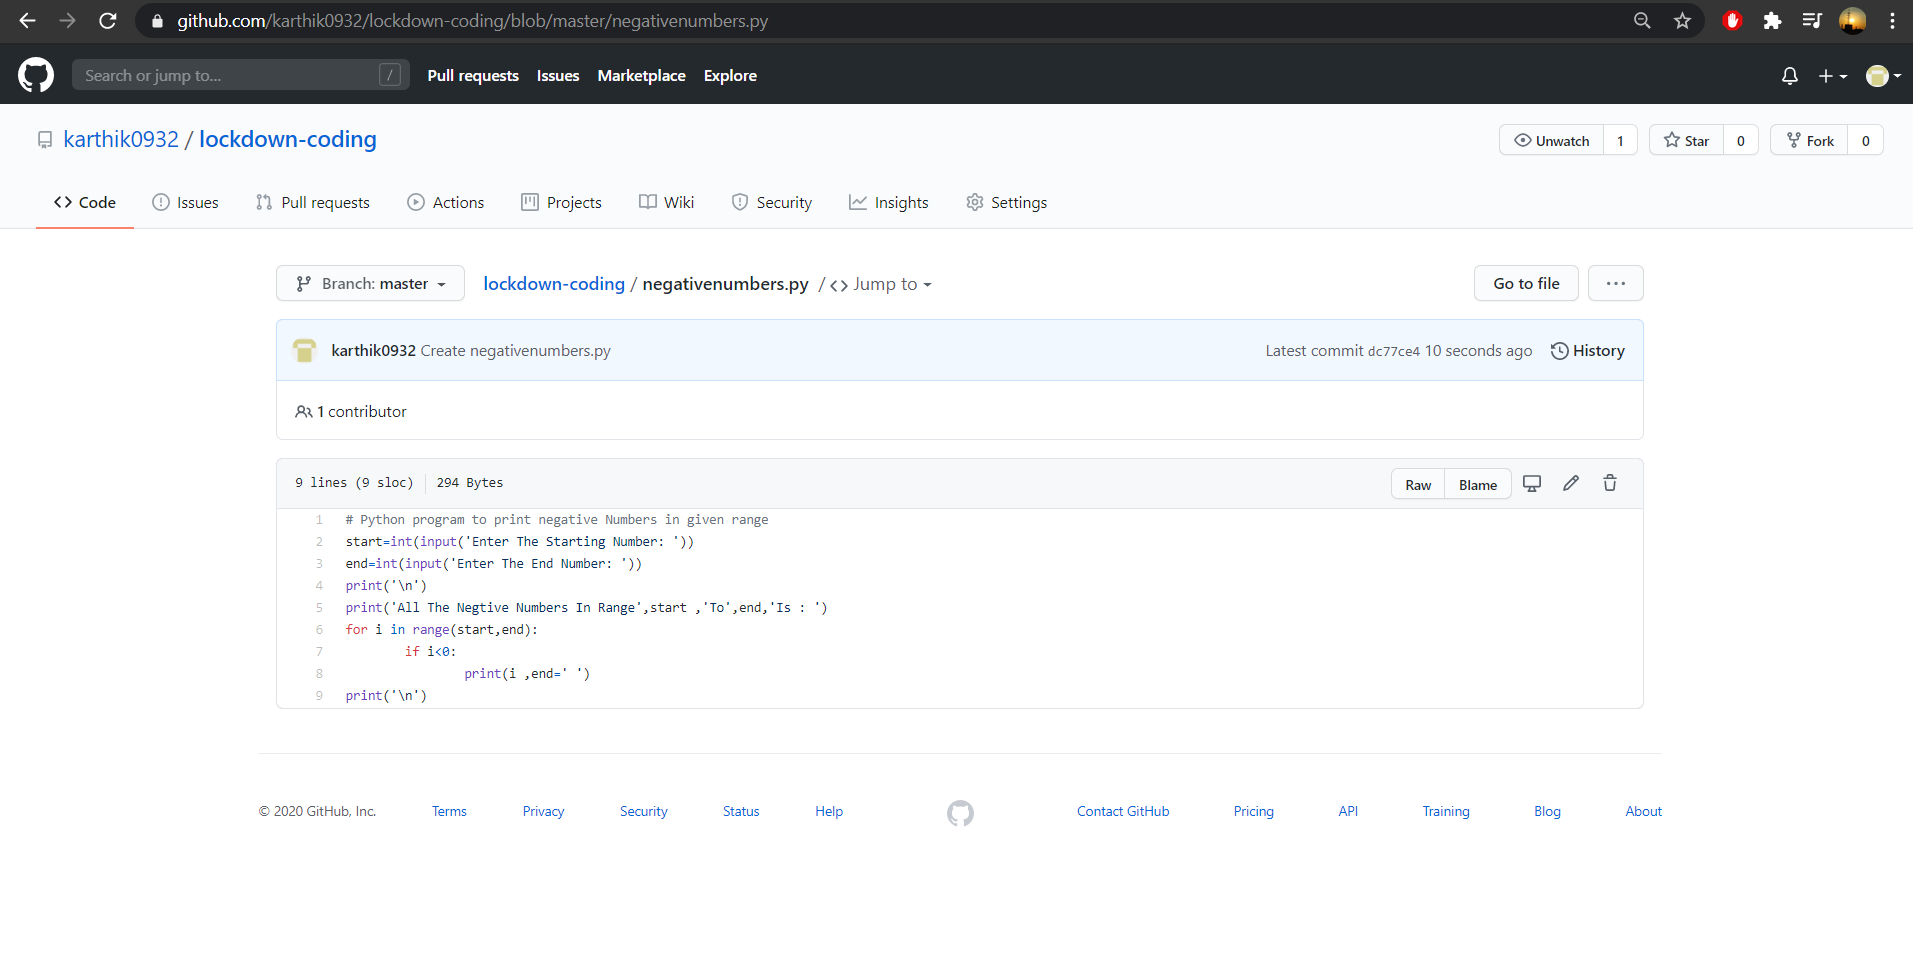 github.com/karthik0932/lockdown-coding/blob/master/negativenumbers.py
Search or jump to... / Pull requests Issues Marketplace Explore
karthik0932 / lockdown-coding Unwatch 1 Star 0 Fork 0
Code Issues Pull requests Actions Projects Wiki Security Insights Settings
Branch: master lockdown-coding / negativenumbers.py / <> Jump to Go to file ...
karthik0932 Create negativenumbers.py Latest commit dc77ce4 10 seconds ago History
1 contributor
9 lines (9 sloc) 294 Bytes Raw Blame
1 # Python program to print negative Numbers in given range
2 start=int(input('Enter The Starting Number: '))
3 end=int(input('Enter The End Number: '))
4 print('\n')
5 print('All The Negtive Numbers In Range',start ,'To',end,'Is : ')
6 for i in range(start,end):
7 if i<0:
8 print(i ,end=' ')
9 print('\n')
© 2020 GitHub, Inc. Terms Privacy Security Status Help Contact GitHub Pricing API Training Blog About